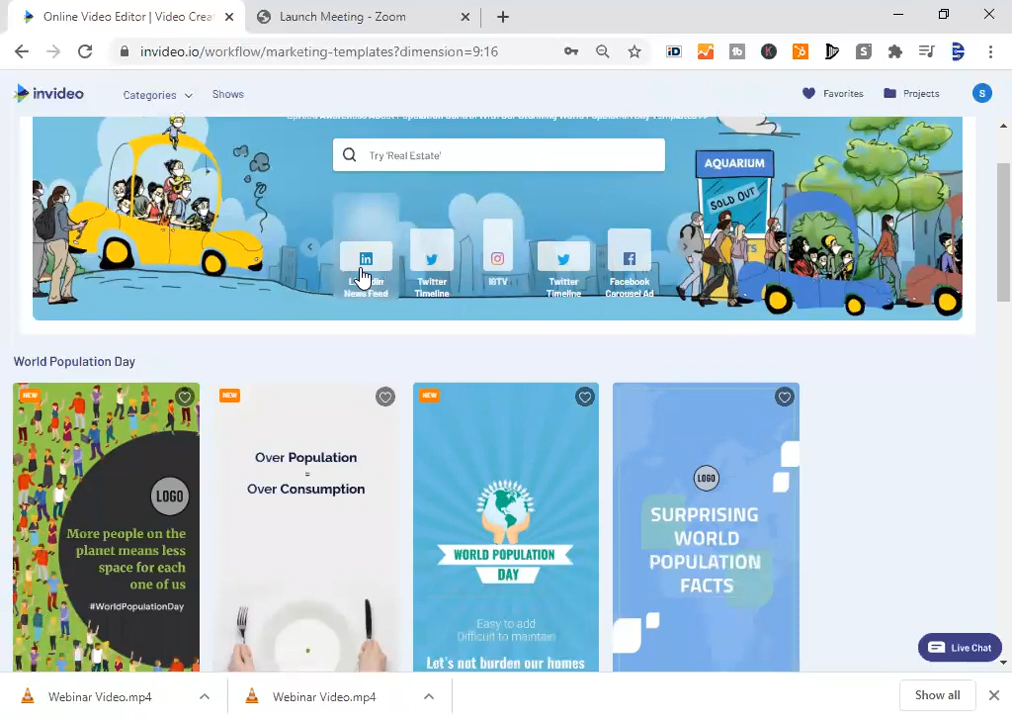 Online Video Editor | Video Crea
Launch Meeting - Zoom
invideo.io/workflow/marketing-templates?dimension=9:16
invideo
Categories
Shows
Favorites
Projects
S
Try 'Real Estate'
AQUARIUM
SOLD OUT
News Feed
Twitter
Timeline
IGTV
Twitter
Timeline
Facebook
Carousel Ad
World Population Day
NEW
LOGO
More people on the
planet means less
space for each
one of us
#WorldPopulationDay
NEW
Over Population
=
Over Consumption
NEW
WORLD POPULATION
DAY
Easy to add
Difficult to maintain
Let's not burden our homes
LOGO
SURPRISING
WORLD
POPULATION
FACTS
Live Chat
Webinar Video.mp4
Webinar Video.mp4
Show all